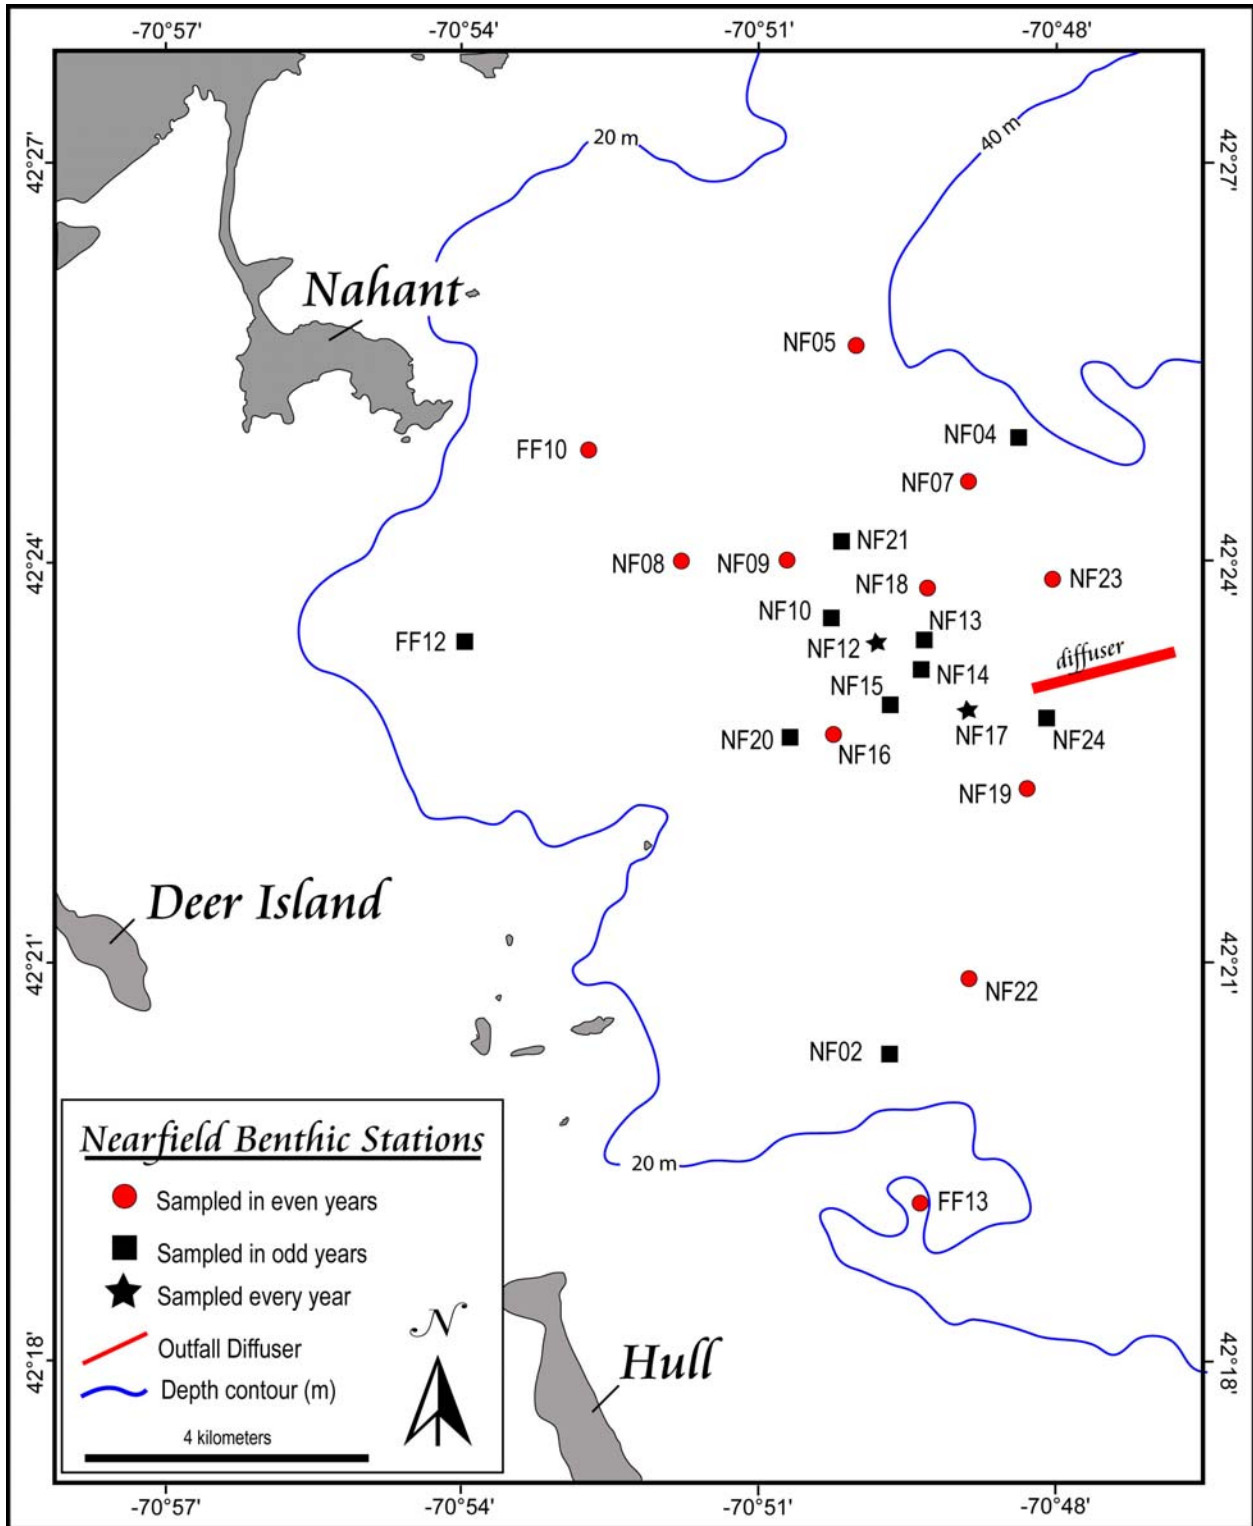 -70°57' -70°54' -70°51' -70°48'
20 m
40 m
42°27' 42°27'
Nahant
NF05
NF04
FF10
NF07
NF21
42°24' 42°24'
NF08 NF09
NF18 NF23
NF10 NF13
FF12 NF12
diffuser
NF14
NF15
NF17
NF20 NF16 NF24
NF19
Deer Island
42°21' 42°21'
NF22
NF02
20 m
FF13
Nearfield Benthic Stations
Sampled in even years
Sampled in odd years
Sampled every year
N
Outfall Diffuser
Depth contour (m)
4 kilometers
Hull
42°18' 42°18'
-70°57' -70°54' -70°51' -70°48'